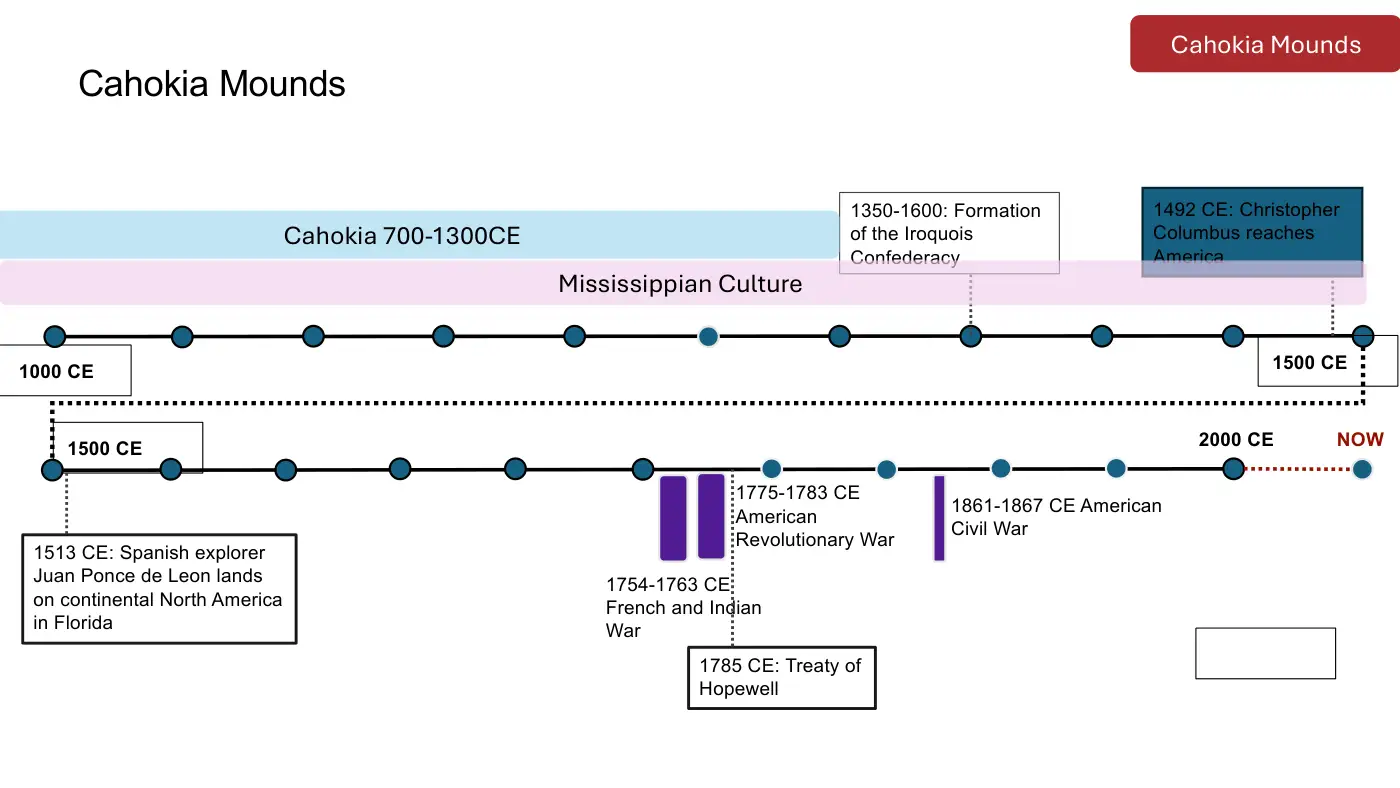 Cahokia Mounds
Cahokia Mounds
Cahokia 700-1300CE
1350-1600: Formation
of the Iroquois
Confederacy
1492 CE: Christopher
Columbus reaches
America
Mississippian Culture
1000 CE
1500 CE
1500 CE
2000 CE
NOW
1775-1783 CE
American
Revolutionary War
1861-1867 CE American
Civil War
1513 CE: Spanish explorer
Juan Ponce de Leon lands
on continental North America
in Florida
1754-1763 CE
French and Indian
War
1785 CE: Treaty of
Hopewell